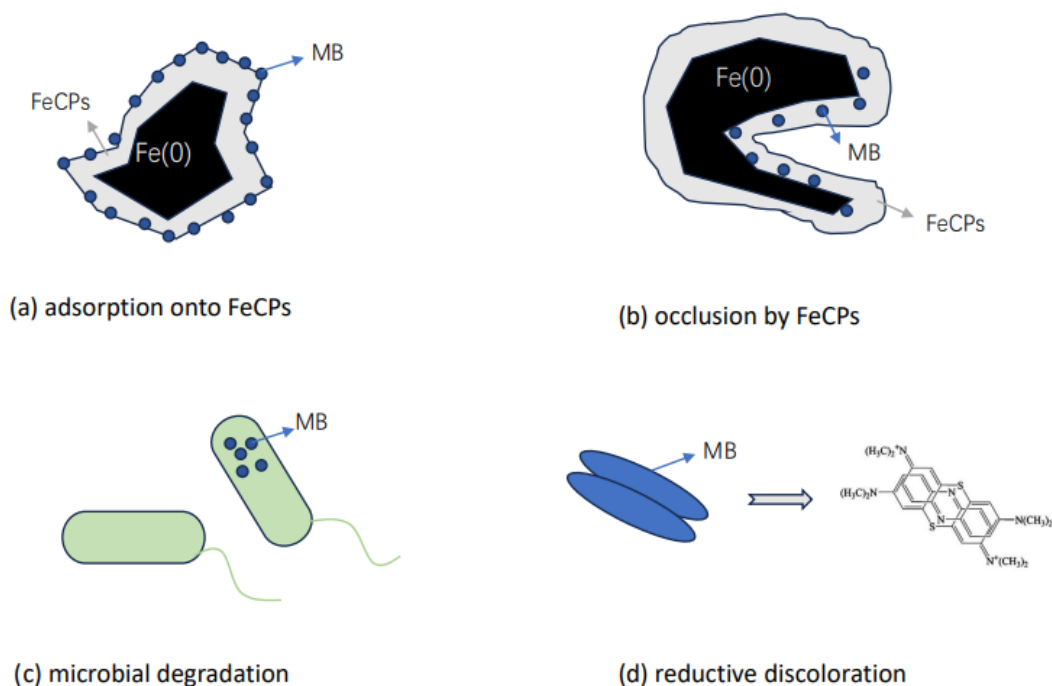 MB
FeCPs
Fe(0)
(a) adsorption onto FeCPs
Fe(0)
MB
FeCPs
(b) occlusion by FeCPs
MB
(c) microbial degradation
MB
(H₃C)₂⁺N
(H₃C)₂N
S
N
N
S
N(CH₃)₂
N⁺(CH₃)₂
(d) reductive discoloration